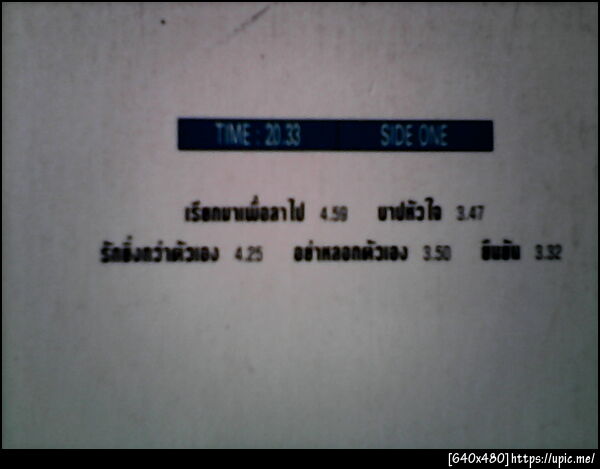 TIME : 20.33 SIDE ONE
เรียกมาเพื่อลาไป 4.59 บาปหัวใจ 3.47
รักยิ่งกว่าตัวเอง 4.25 อย่าหลอกตัวเอง 3.50 ยืนยัน 3.32
[640x480]https://upic.me/